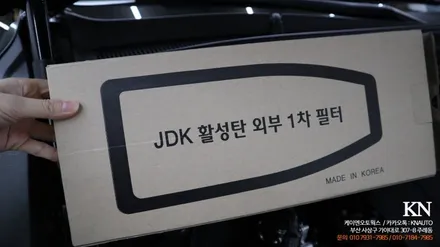 JDK 활성탄 외부 1차 필터
MADE IN KOREA
KN
케이엔오토웍스 / 카카오톡 : KNAUTO
부산 사상구 가야대로 307-8 주례동
문의 010-7931-7985 / 010-7184-7985